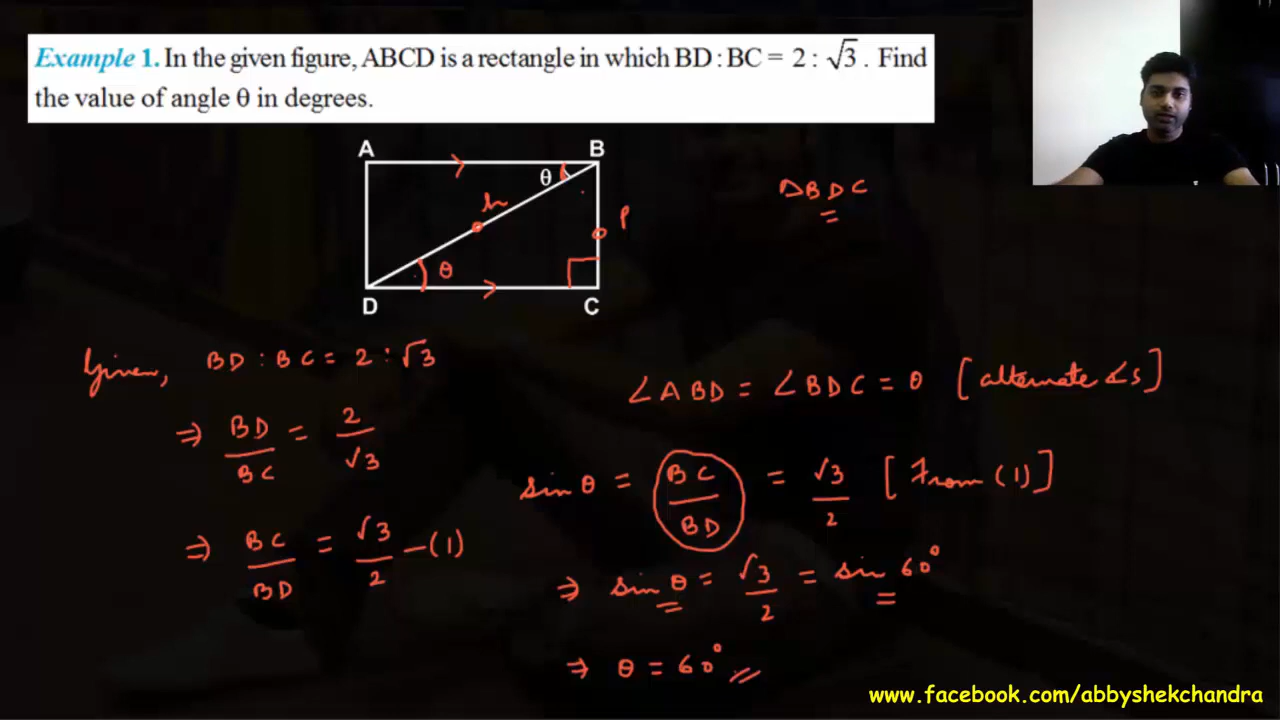 Example 1. In the given figure, ABCD is a rectangle in which BD : BC = 2 : √3 . Find
the value of angle θ in degrees.
A
B
θ
h
P
θ
D
C
△BDC
Given, BD : BC = 2 : √3
⇒ BD/BC = 2/√3
⇒ BC/BD = √3/2 —(1)
∠ABD = ∠BDC = θ [alternate ∠s]
sin θ = BC/BD = √3/2 [From (1)]
⇒ sin θ = √3/2 = sin 60°
⇒ θ = 60°
www.facebook.com/abbyshekchandra